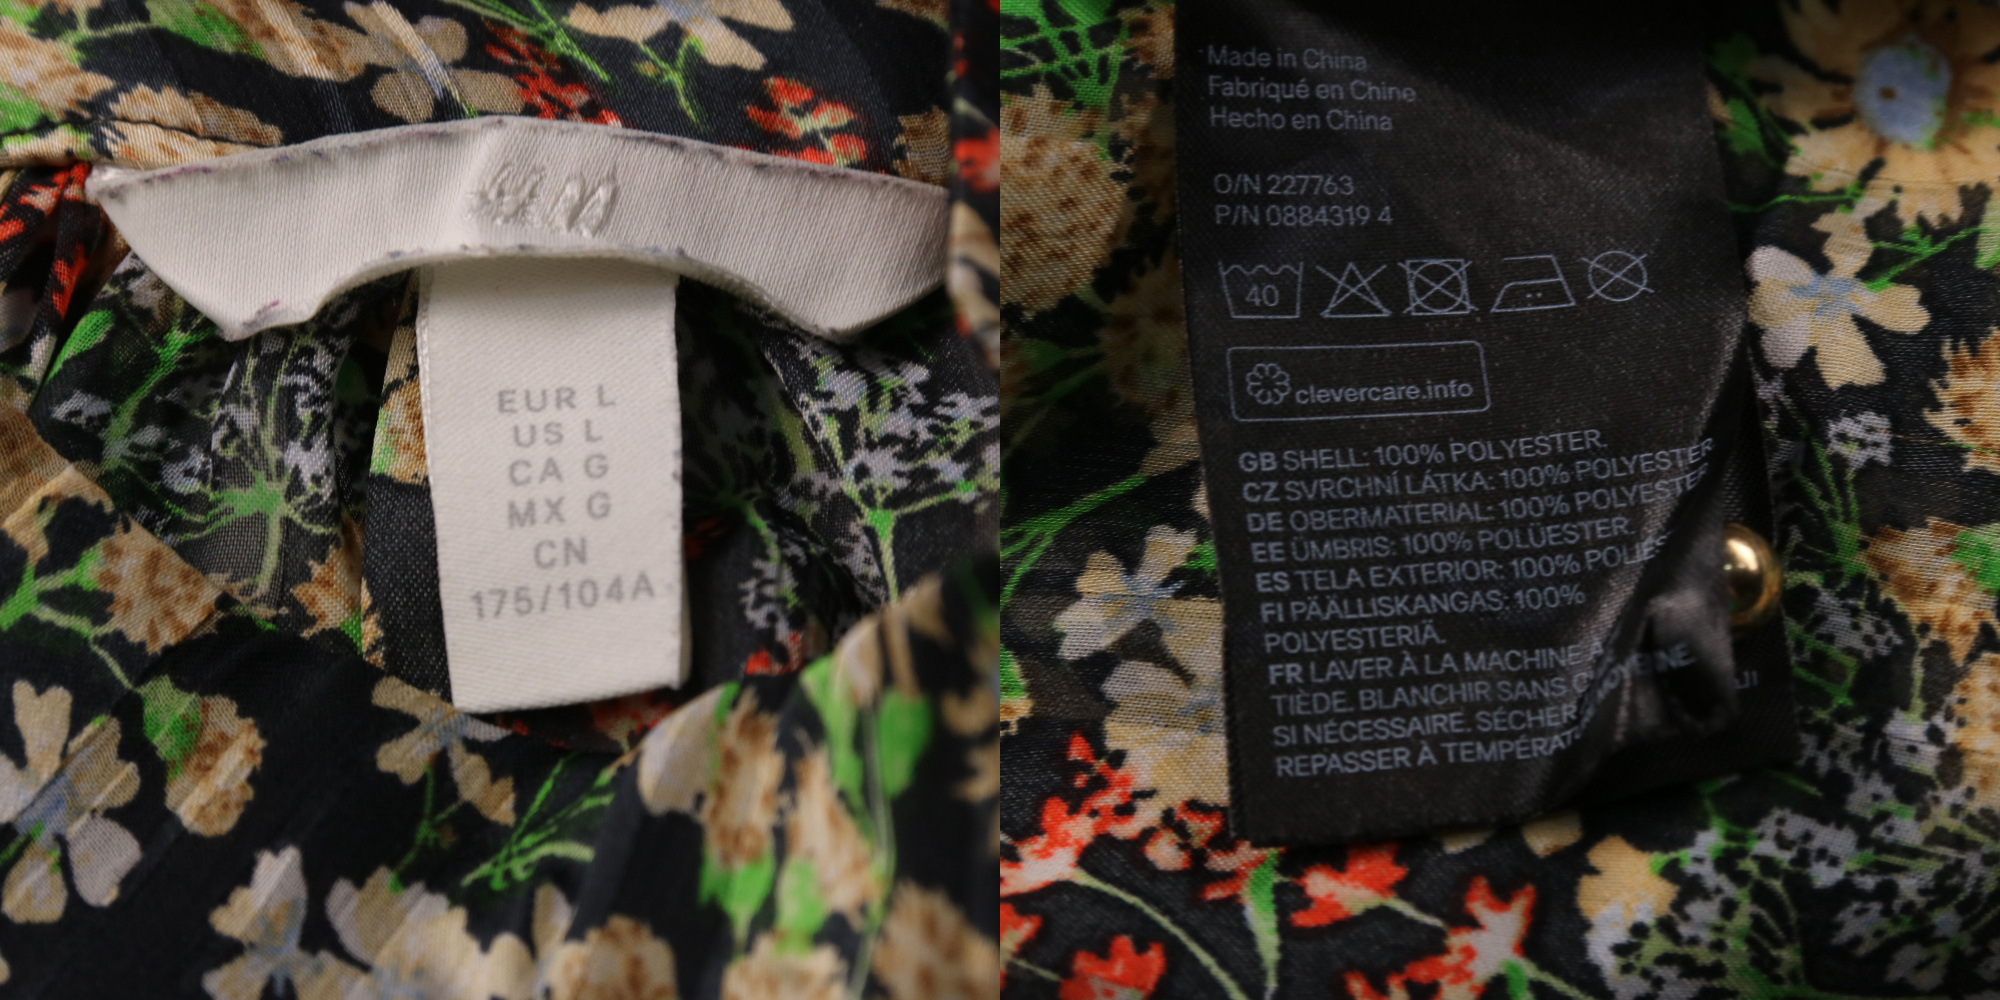 H&M
EUR L
US L
CA G
MX G
CN
175/104A
Made in China
Fabriqué en Chine
Hecho en China
O/N 227763
P/N 0884319 4
40
clevercare.info
GB SHELL: 100% POLYESTER.
CZ SVRCHNÍ LÁTKA: 100% POLYESTER
DE OBERMATERIAL: 100% POLYESTER.
EE ÜMBRIS: 100% POLÜESTER.
ES TELA EXTERIOR: 100%
FI PÄÄLLISKANGAS: 100%
POLYESTERIÄ.
FR LAVER À LA MACHINE À
TIÈDE. BLANCHIR SANS
SI NÉCESSAIRE. SÉCHER
REPASSER À